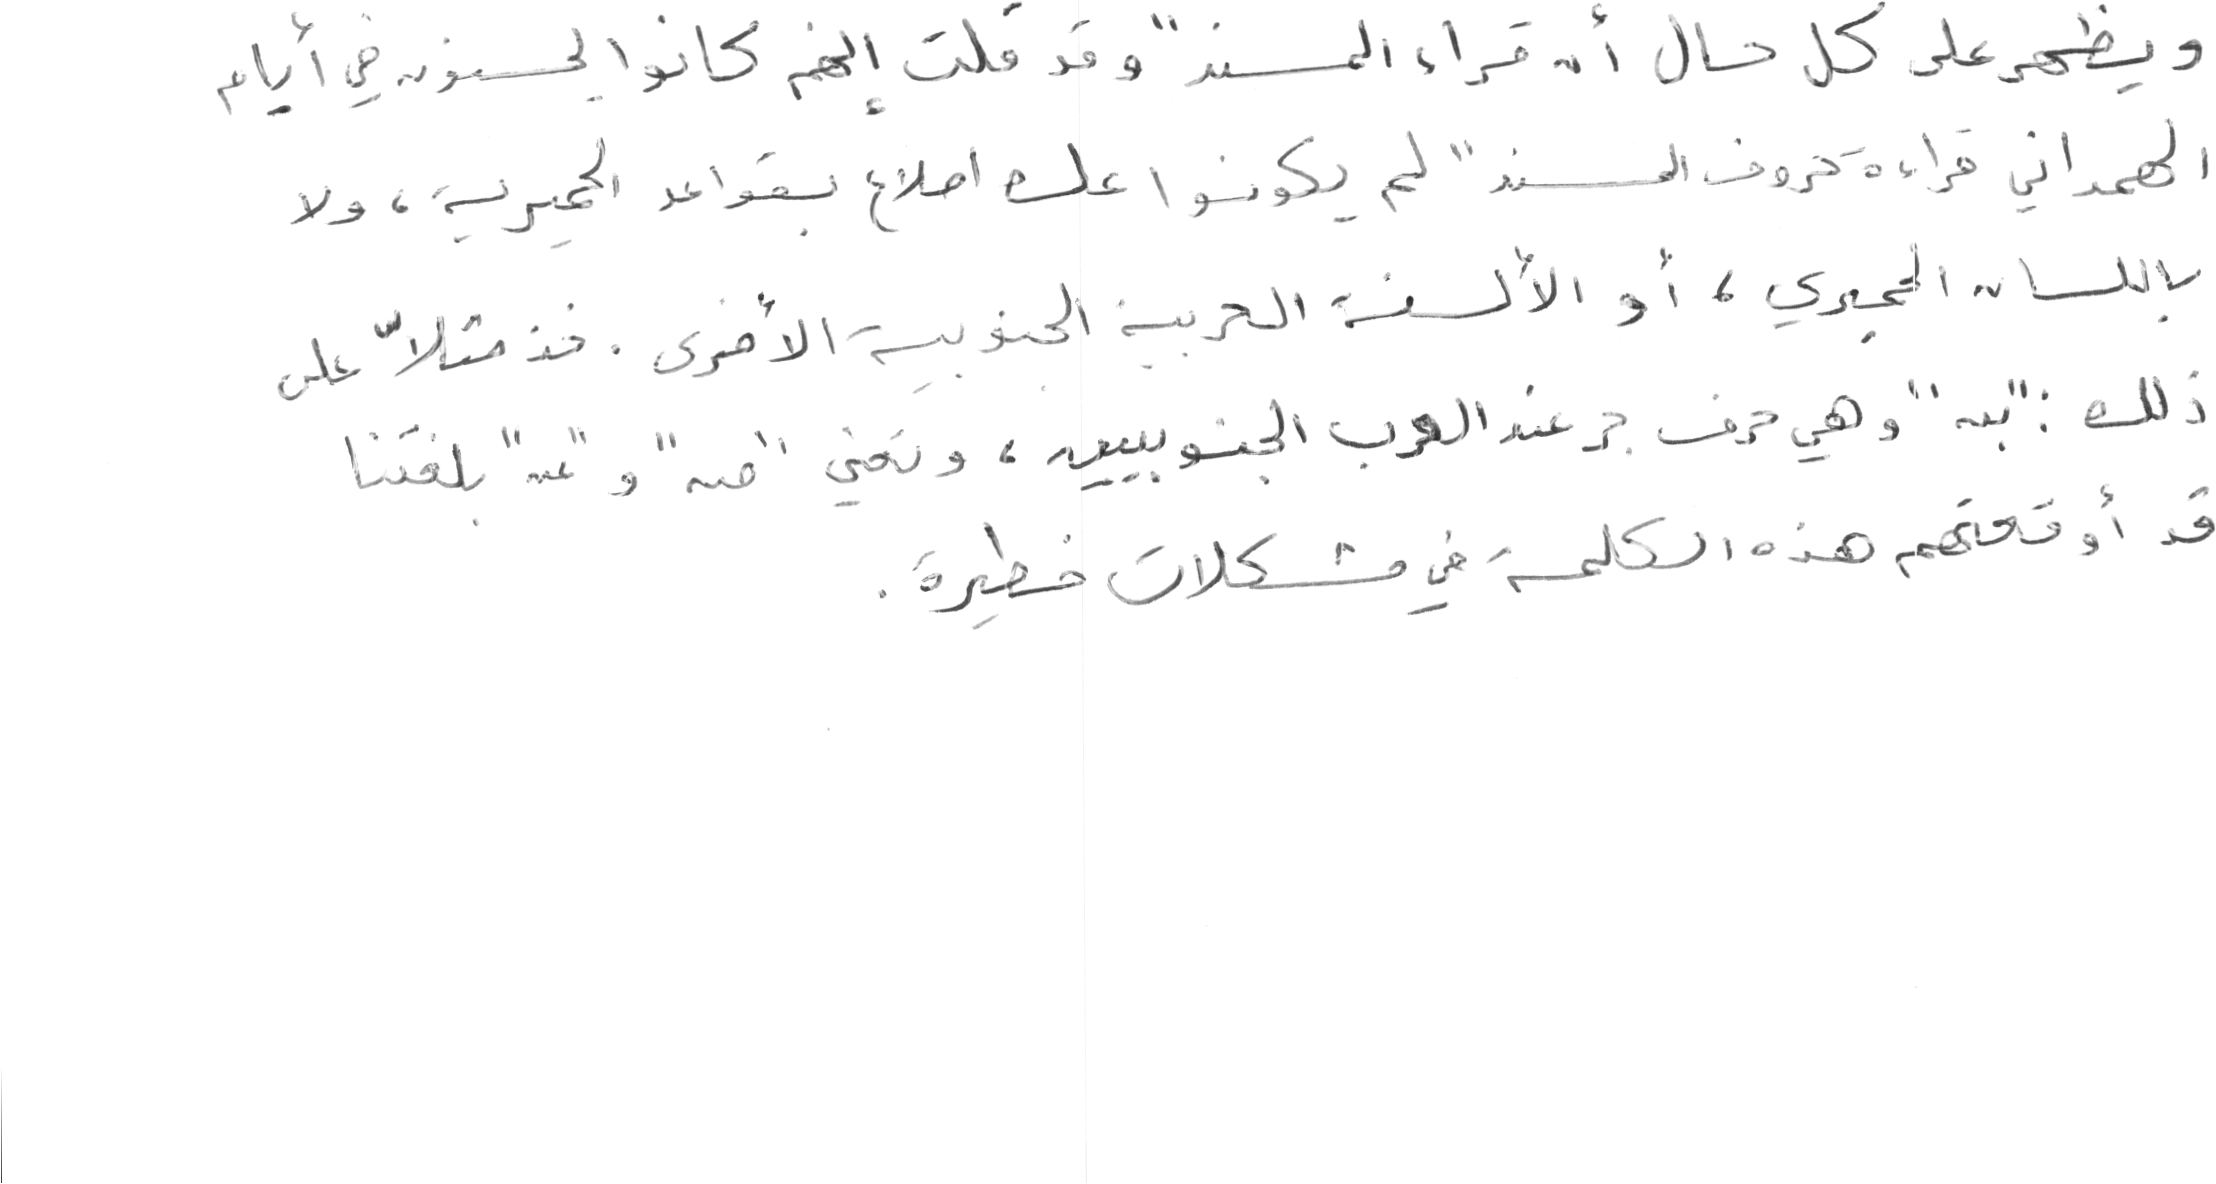 ويظهر على كل حال أن قراء المسند" وقد قلت إنهم كانوا يحسنون في أيام
الهمداني قراءة حروف المسند" لم يكونوا على اطلاع بقواعد الحميرية، ولا
باللسان الحميري، أو الألسنة العربية الجنوبية الأخرى. خذ مثلاً على
ذلك: "بن" وهي حرف جر عند العرب الجنوبيين، وتعني "من" و"عن" بلغتنا
قد أوقعتهم هذه الكلمة في مشكلات خطيرة.